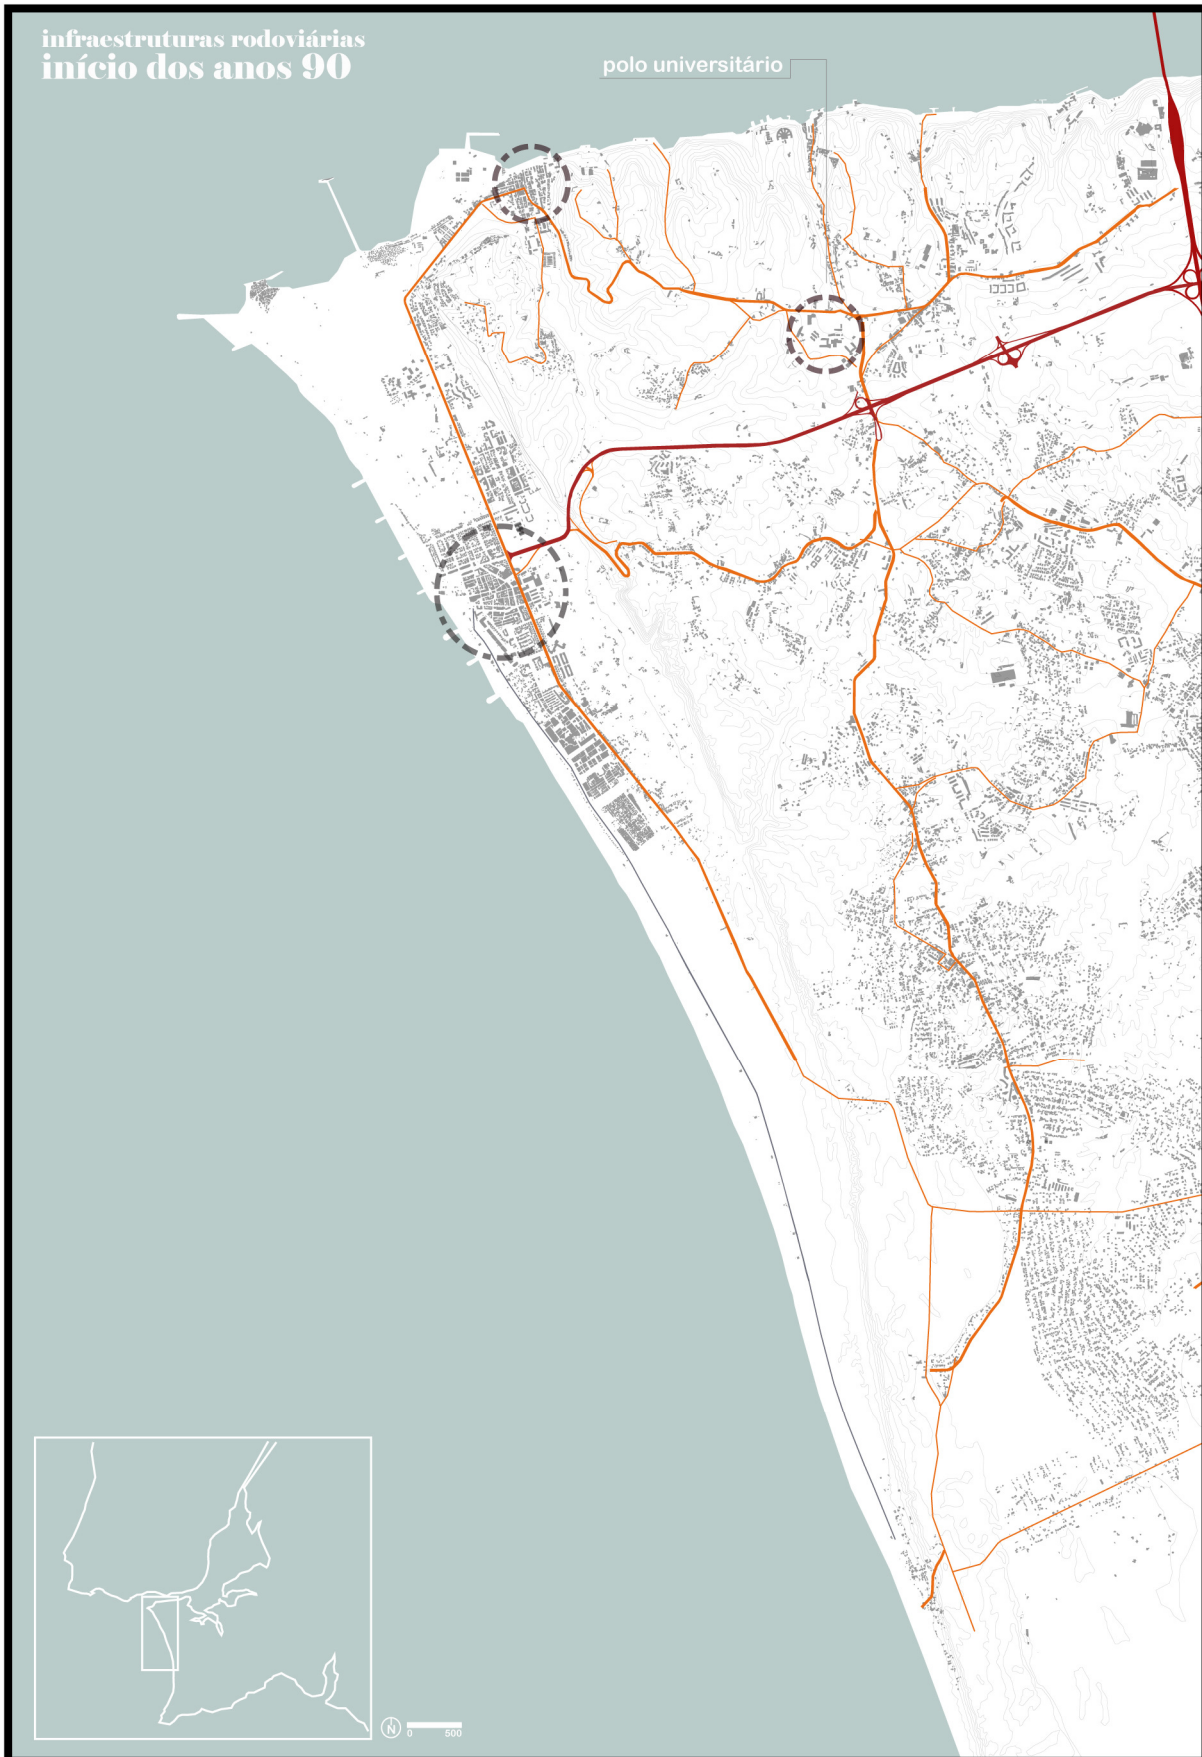 infraestruturas rodoviárias
início dos anos 90
polo universitário
N
0 500